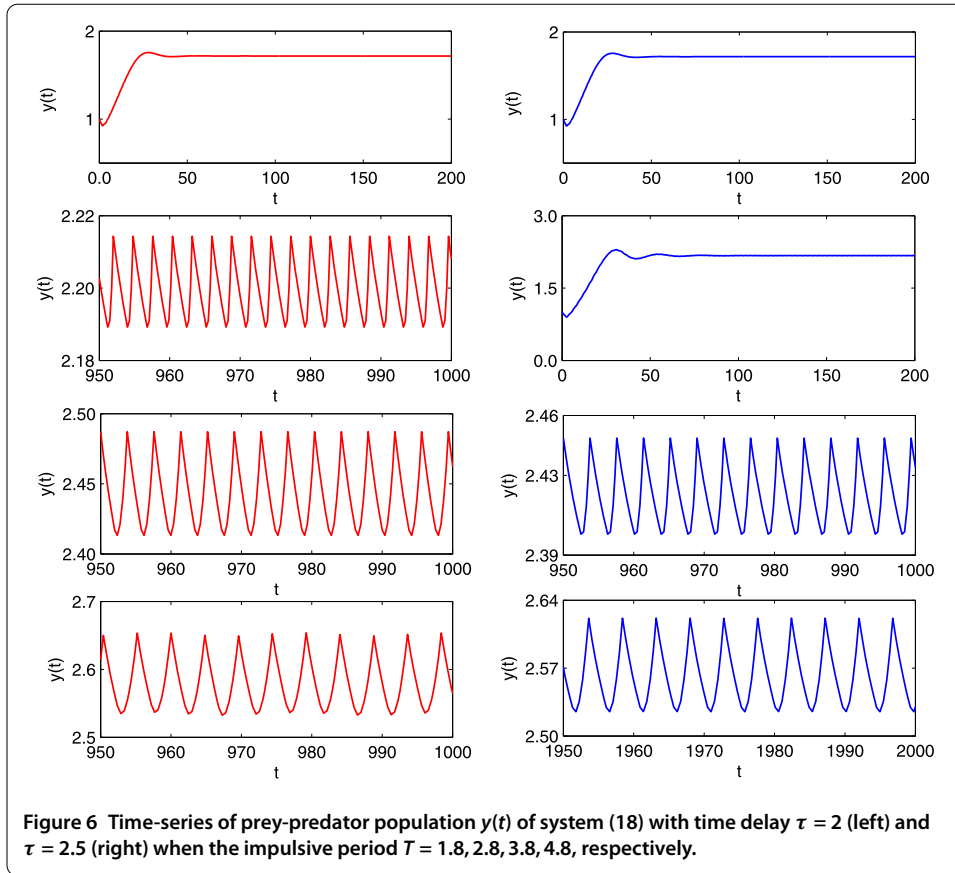 2
1
y(t)
0.0 50 100 150 200
t
2
1
y(t)
0 50 100 150 200
t
2.22
2.20
2.18
y(t)
950 960 970 980 990 1000
t
3.0
1.5
0.0
y(t)
0 50 100 150 200
t
2.50
2.45
2.40
y(t)
950 960 970 980 990 1000
t
2.46
2.43
2.39
y(t)
950 960 970 980 990 1000
t
2.7
2.6
2.5
y(t)
950 960 970 980 990 1000
t
2.64
2.57
2.50
y(t)
1950 1960 1970 1980 1990 2000
t
Figure 6 Time-series of prey-predator population y(t) of system (18) with time delay τ = 2 (left) and
τ = 2.5 (right) when the impulsive period T = 1.8, 2.8, 3.8, 4.8, respectively.